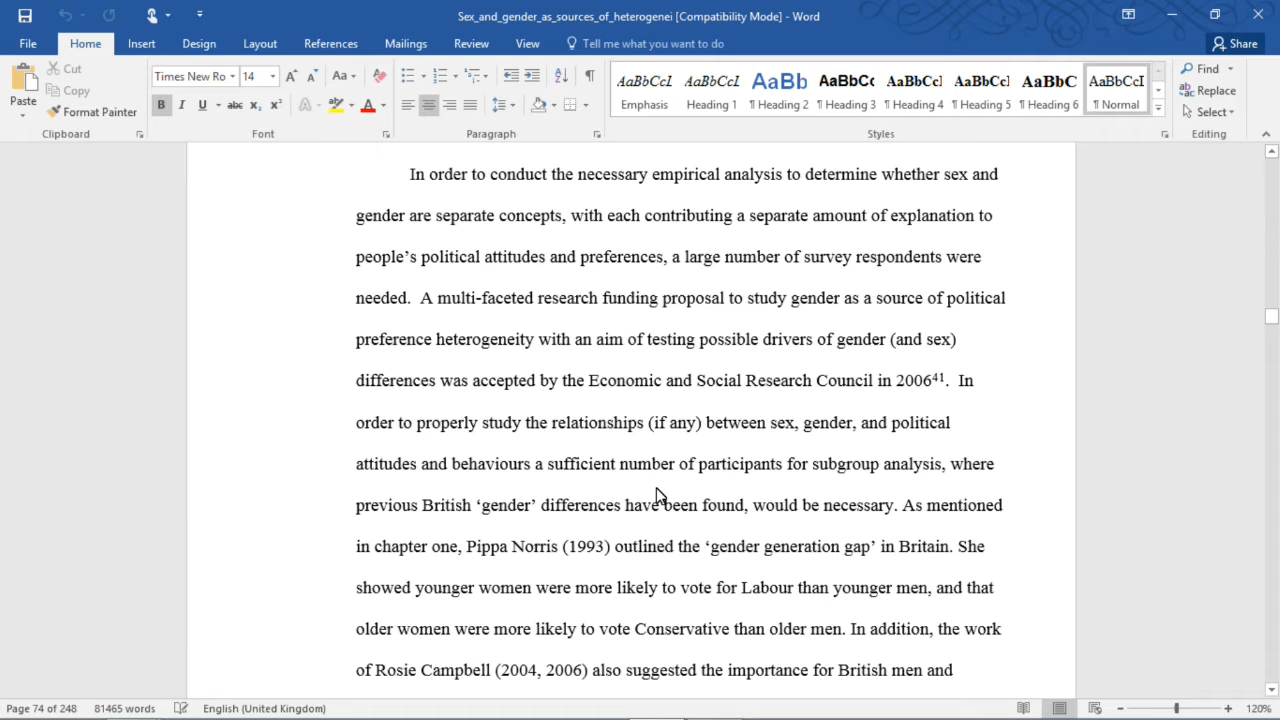 Sex_and_gender_as_sources_of_heterogenei [Compatibility Mode] - Word
File Home Insert Design Layout References Mailings Review View Tell me what you want to do Share
Paste
Cut
Copy
Format Painter
Clipboard
Times New Ro 14
Aa
B I U abc x₂ x² A A
Font
Paragraph
AaBbCcI AaBbCcI AaBb AaBbCc AaBbCcI AaBbCcI AaBbC AaBbCcI
Emphasis Heading 1 ¶ Heading 2 ¶ Heading 3 ¶ Heading 4 ¶ Heading 5 ¶ Heading 6 ¶ Normal
Styles
Find
Replace
Select
Editing
In order to conduct the necessary empirical analysis to determine whether sex and
gender are separate concepts, with each contributing a separate amount of explanation to
people’s political attitudes and preferences, a large number of survey respondents were
needed.  A multi-faceted research funding proposal to study gender as a source of political
preference heterogeneity with an aim of testing possible drivers of gender (and sex)
differences was accepted by the Economic and Social Research Council in 2006⁴¹.  In
order to properly study the relationships (if any) between sex, gender, and political
attitudes and behaviours a sufficient number of participants for subgroup analysis, where
previous British ‘gender’ differences have been found, would be necessary. As mentioned
in chapter one, Pippa Norris (1993) outlined the ‘gender generation gap’ in Britain. She
showed younger women were more likely to vote for Labour than younger men, and that
older women were more likely to vote Conservative than older men. In addition, the work
of Rosie Campbell (2004, 2006) also suggested the importance for British men and
Page 74 of 248 81465 words English (United Kingdom) 120%